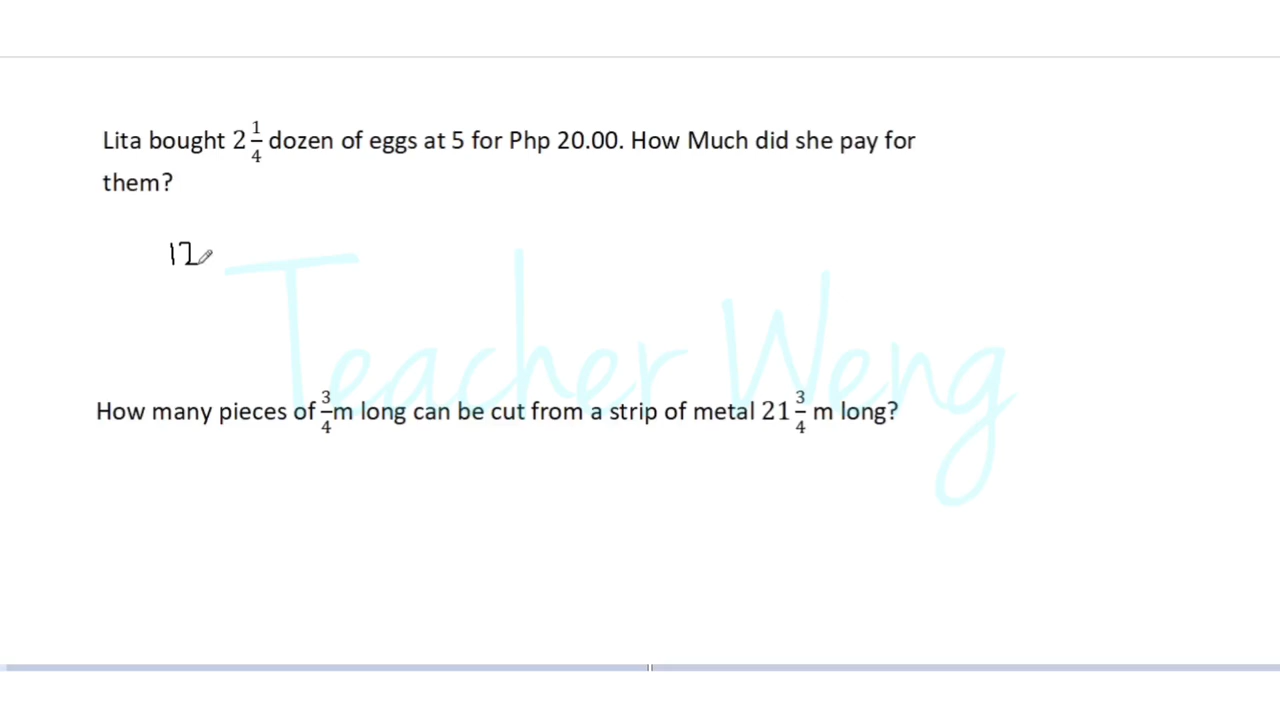 Lita bought 2 1/4 dozen of eggs at 5 for Php 20.00. How Much did she pay for
them?
12
Teacher Weng
How many pieces of 3/4 m long can be cut from a strip of metal 21 3/4 m long?